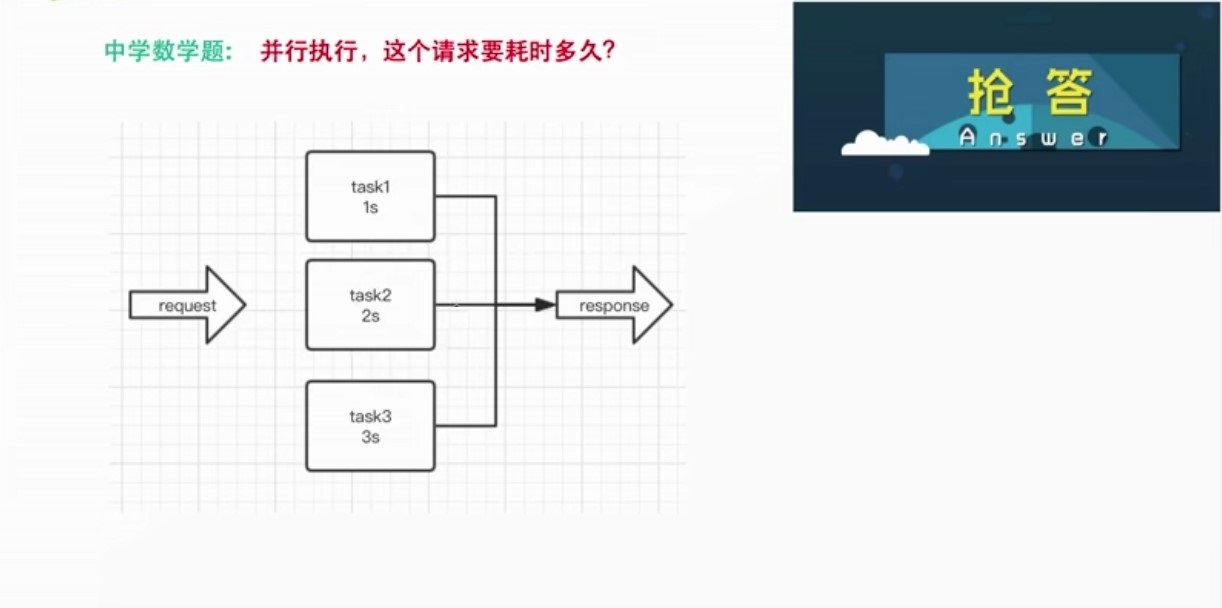 中学数学题： 并行执行，这个请求要耗时多久？
抢 答
Answer
task1
1s
task2
2s
request
response
task3
3s